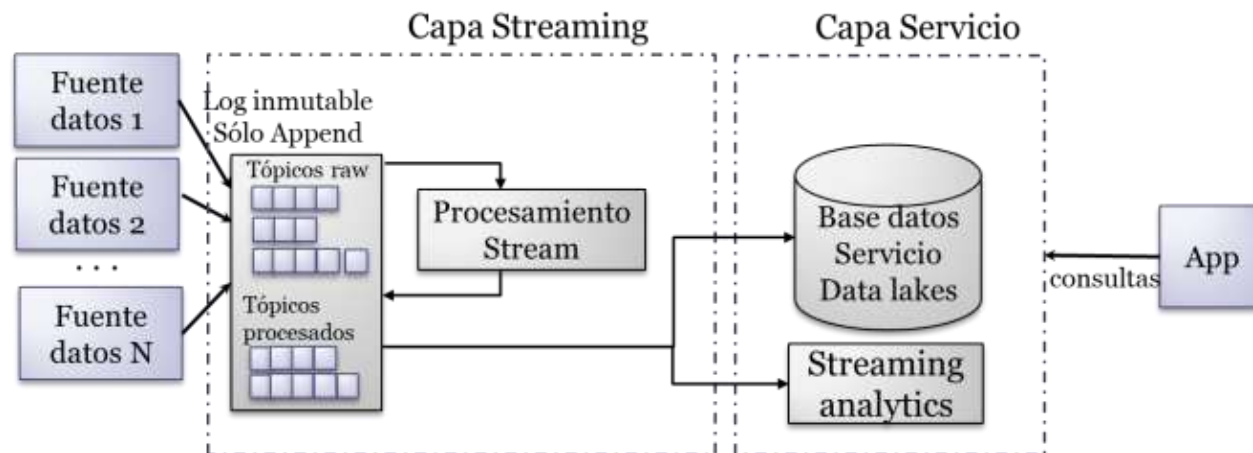 Capa Streaming
Capa Servicio
Fuente
datos 1
Fuente
datos 2
. . .
Fuente
datos N
Log inmutable
Sólo Append
Tópicos raw
Tópicos
procesados
Procesamiento
Stream
Base datos
Servicio
Data lakes
Streaming
analytics
consultas
App